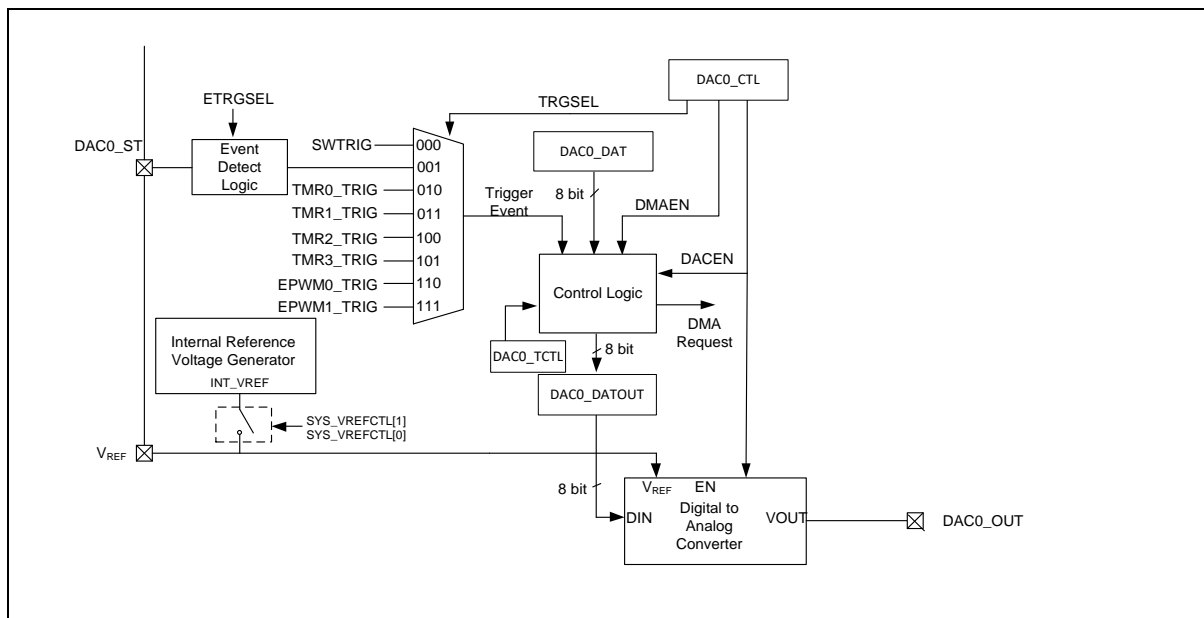 DAC0_CTL
ETRGSEL
TRGSEL
DAC0_ST
Event
Detect
Logic
SWTRIG
000
001
TMR0_TRIG
010
TMR1_TRIG
011
TMR2_TRIG
100
TMR3_TRIG
101
EPWM0_TRIG
110
EPWM1_TRIG
111
DAC0_DAT
8 bit
Trigger
Event
DMAEN
DACEN
Control Logic
DMA
Request
DAC0_TCTL
8 bit
DAC0_DATOUT
Internal Reference
Voltage Generator
INT_VREF
SYS_VREFCTL[1]
SYS_VREFCTL[0]
VREF
8 bit
VREF EN
DIN
Digital to
Analog
Converter
VOUT
DAC0_OUT